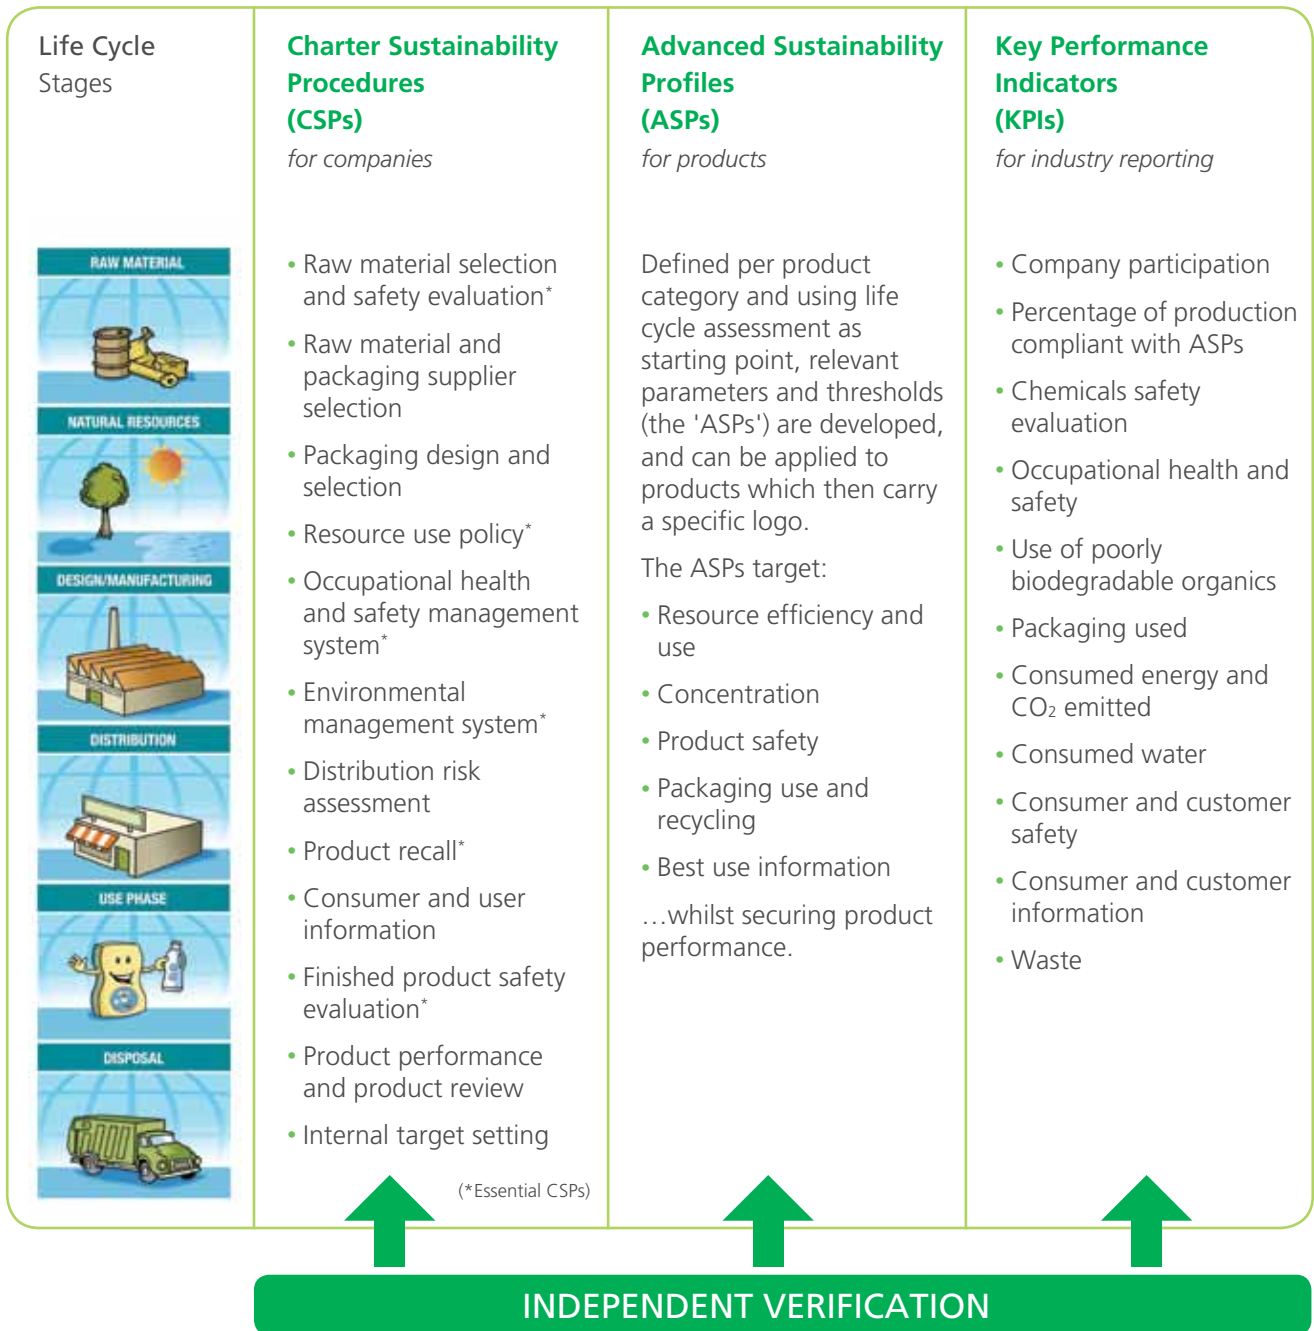 Life Cycle
Stages
Charter Sustainability
Procedures
(CSPs)
for companies
Advanced Sustainability
Profiles
(ASPs)
for products
Key Performance
Indicators
(KPIs)
for industry reporting
RAW MATERIAL
NATURAL RESOURCES
DESIGN/MANUFACTURING
DISTRIBUTION
USE PHASE
DISPOSAL
• Raw material selection
and safety evaluation*
• Raw material and
packaging supplier
selection
• Packaging design and
selection
• Resource use policy*
• Occupational health
and safety management
system*
• Environmental
management system*
• Distribution risk
assessment
• Product recall*
• Consumer and user
information
• Finished product safety
evaluation*
• Product performance
and product review
• Internal target setting
(*Essential CSPs)
Defined per product
category and using life
cycle assessment as
starting point, relevant
parameters and thresholds
(the 'ASPs') are developed,
and can be applied to
products which then carry
a specific logo.
The ASPs target:
• Resource efficiency and
use
• Concentration
• Product safety
• Packaging use and
recycling
• Best use information
…whilst securing product
performance.
• Company participation
• Percentage of production
compliant with ASPs
• Chemicals safety
evaluation
• Occupational health and
safety
• Use of poorly
biodegradable organics
• Packaging used
• Consumed energy and
CO₂ emitted
• Consumed water
• Consumer and customer
safety
• Consumer and customer
information
• Waste
INDEPENDENT VERIFICATION